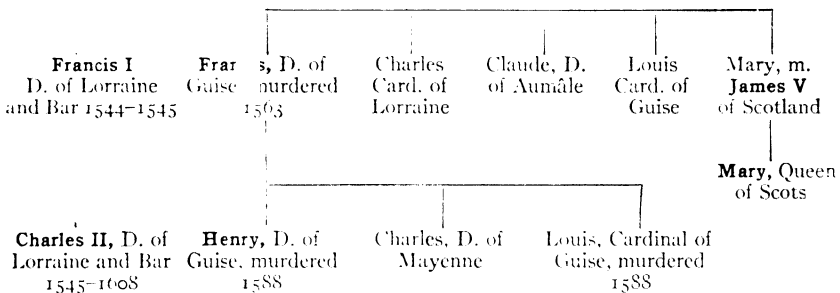 Francis I
D. of Lorraine
and Bar 1544–1545
Francis, D. of
Guise murdered
1563
Charles
Card. of
Lorraine
Claude, D.
of Aumâle
Louis
Card. of
Guise
Mary, m.
James V
of Scotland
Mary, Queen
of Scots
Charles II, D. of
Lorraine and Bar
1545–1608
Henry, D. of
Guise, murdered
1588
Charles, D. of
Mayenne
Louis, Cardinal of
Guise, murdered
1588